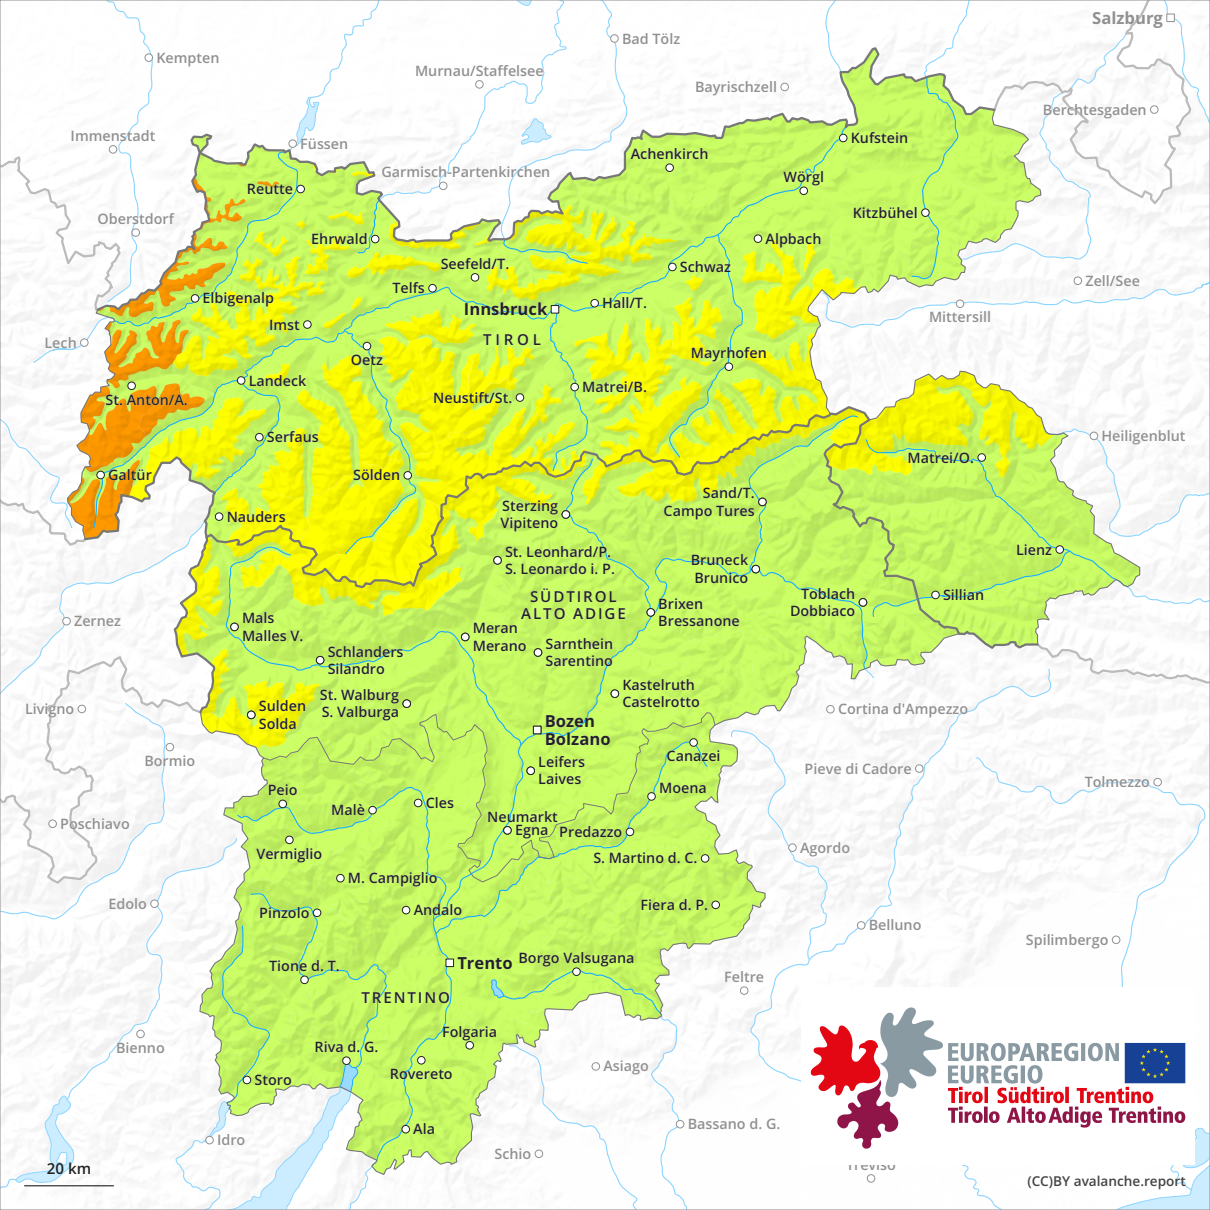 Salzburg
Bad Tölz
Kempten
Murnau/Staffelsee
Bayrischzell
Berchtesgaden
Immenstadt
Kufstein
Füssen
Achenkirch
Garmisch-Partenkirchen
Wörgl
Reutte
Kitzbühel
Oberstdorf
Ehrwald
Alpbach
Seefeld/T.
Schwaz
Zell/See
Telfs
Elbigenalp
Hall/T.
Innsbruck
Mittersill
Imst
TIROL
Lech
Oetz
Mayrhofen
Landeck
Matrei/B.
St. Anton/A.
Neustift/St.
Serfaus
Heiligenblut
Matrei/O.
Galtür
Sölden
Sand/T.
Campo Tures
Sterzing
Vipiteno
Nauders
St. Leonhard/P.
S. Leonardo i. P.
Lienz
Bruneck
Brunico
SÜDTIROL
ALTO ADIGE
Toblach
Dobbiaco
Sillian
Brixen
Bressanone
Zernez
Mals
Malles V.
Meran
Merano
Sarnthein
Sarentino
Schlanders
Silandro
Kastelruth
Castelrotto
St. Walburg
S. Valburga
Livigno
Sulden
Solda
Cortina d'Ampezzo
Bozen
Bolzano
Bormio
Canazei
Leifers
Laives
Pieve di Cadore
Tolmezzo
Peio
Moena
Malè
Cles
Neumarkt
Egna
Predazzo
Poschiavo
Vermiglio
S. Martino d. C.
Agordo
M. Campiglio
Edolo
Pinzolo
Andalo
Fiera d. P.
Belluno
Spilimbergo
Trento
Borgo Valsugana
Tione d. T.
Feltre
TRENTINO
Folgaria
Bienno
Riva d. G.
Rovereto
Asiago
Storo
EUROPAREGION
EUREGIO
Tirol Südtirol Trentino
Tirolo Alto Adige Trentino
Ala
Bassano d. G.
Idro
Schio
Treviso
20 km
(CC)BY avalanche.report